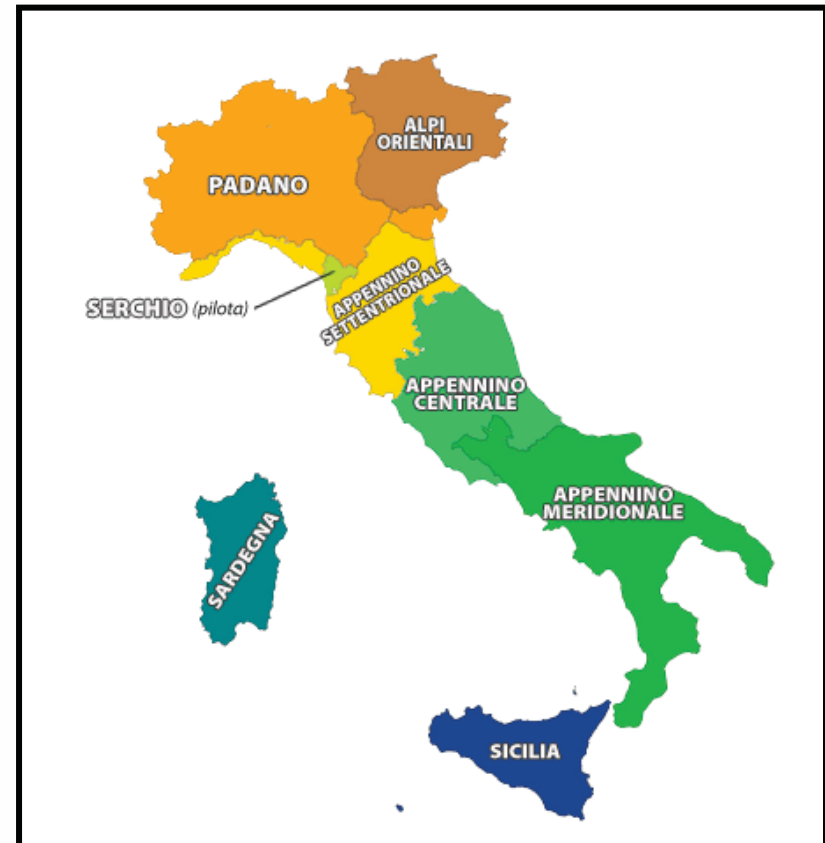 ALPI
ORIENTALI
PADANO
SERCHIO (pilota)
APPENNINO
SETTENTRIONALE
APPENNINO
CENTRALE
APPENNINO
MERIDIONALE
SARDEGNA
SICILIA